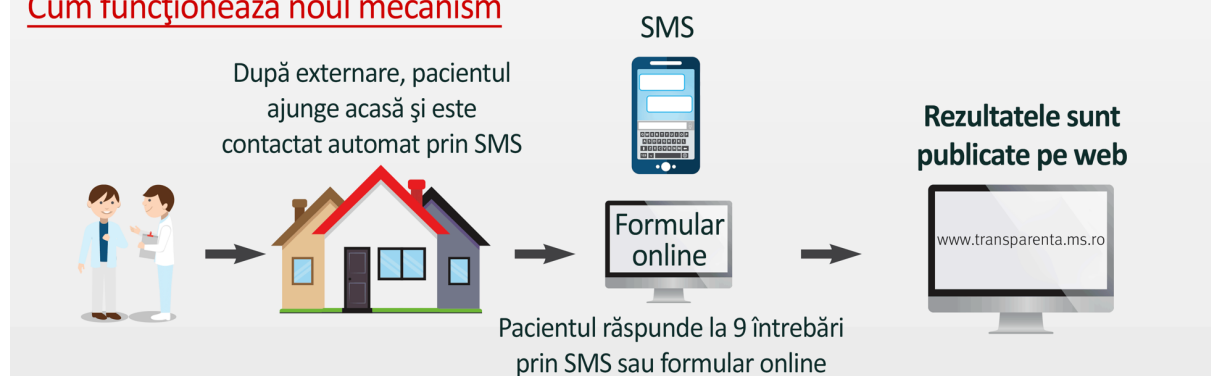 Cum funcţionează noul mecanism
După externare, pacientul
ajunge acasă şi este
contactat automat prin SMS
SMS
Formular
online
Pacientul răspunde la 9 întrebări
prin SMS sau formular online
Rezultatele sunt
publicate pe web
www.transparenta.ms.ro